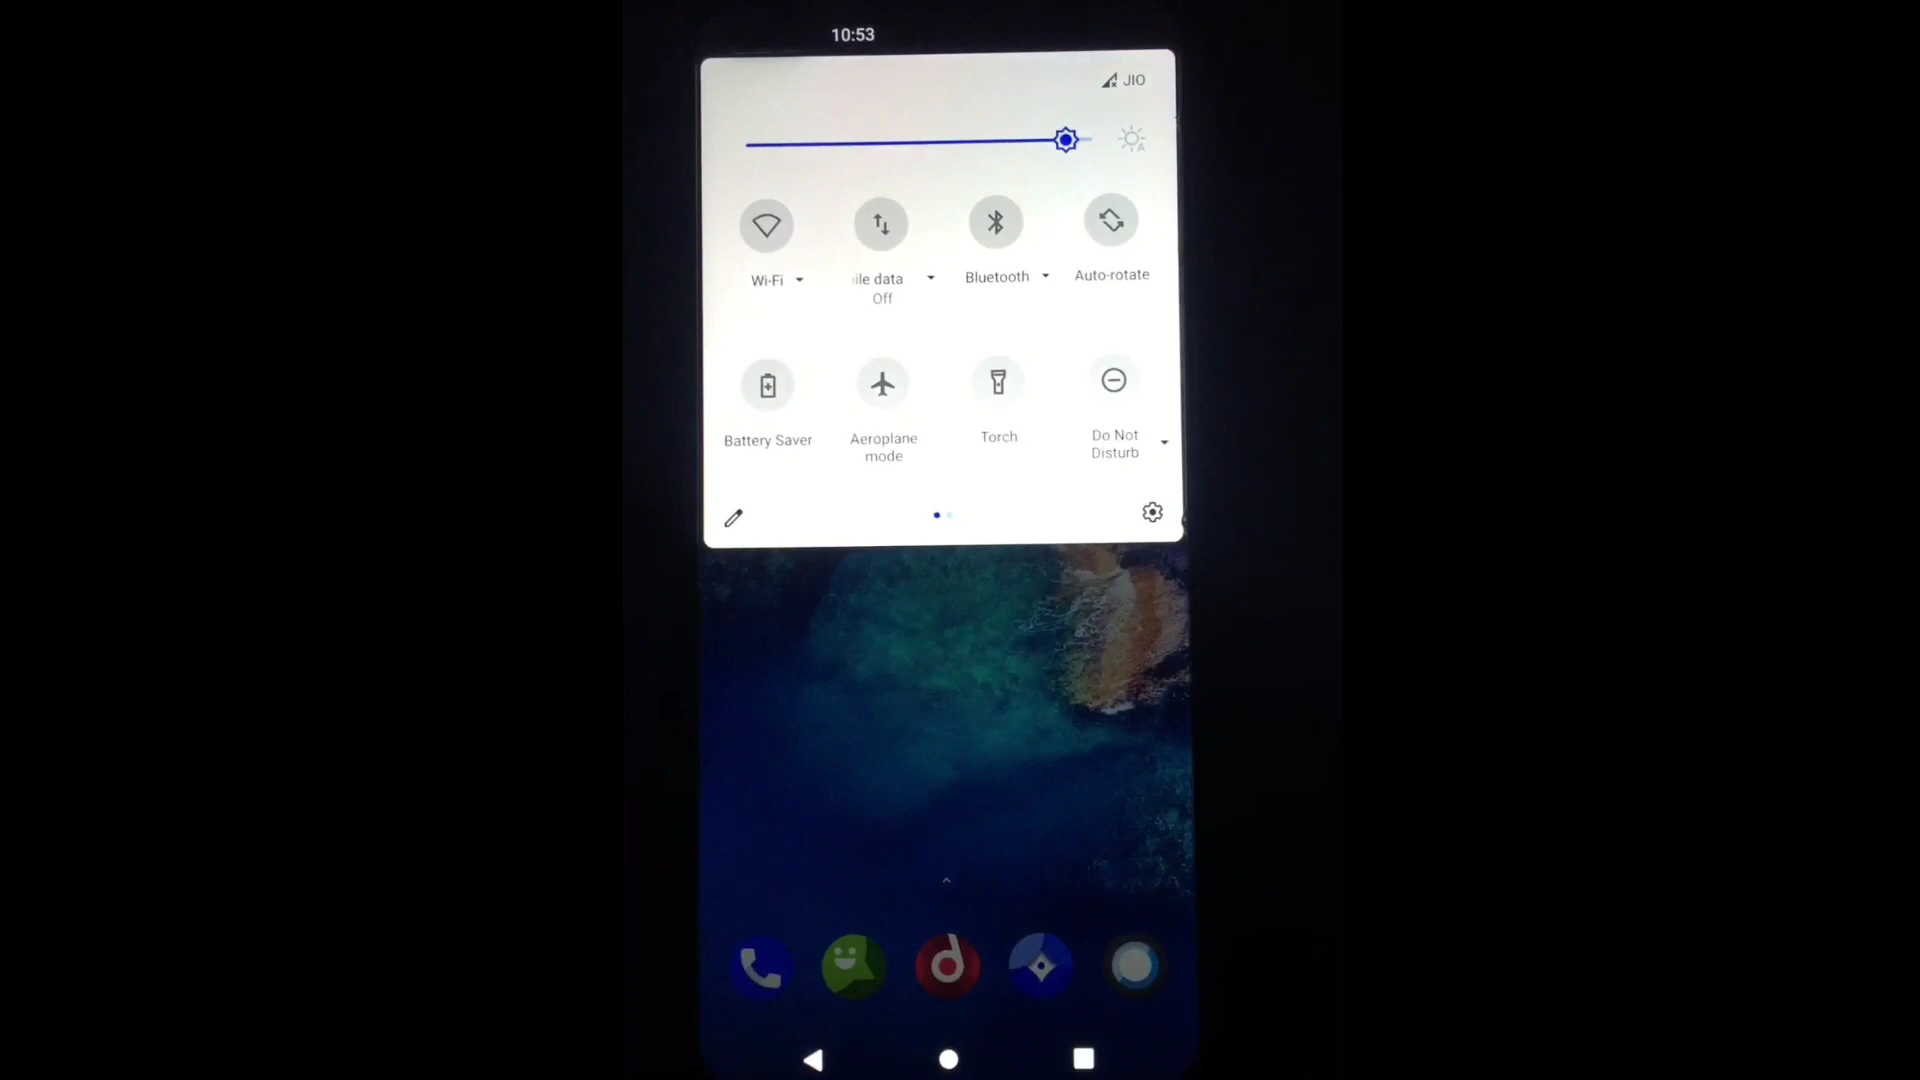 10:53
JIO
Wi-Fi
ile data
Off
Bluetooth
Auto-rotate
Battery Saver
Aeroplane
mode
Torch
Do Not
Disturb